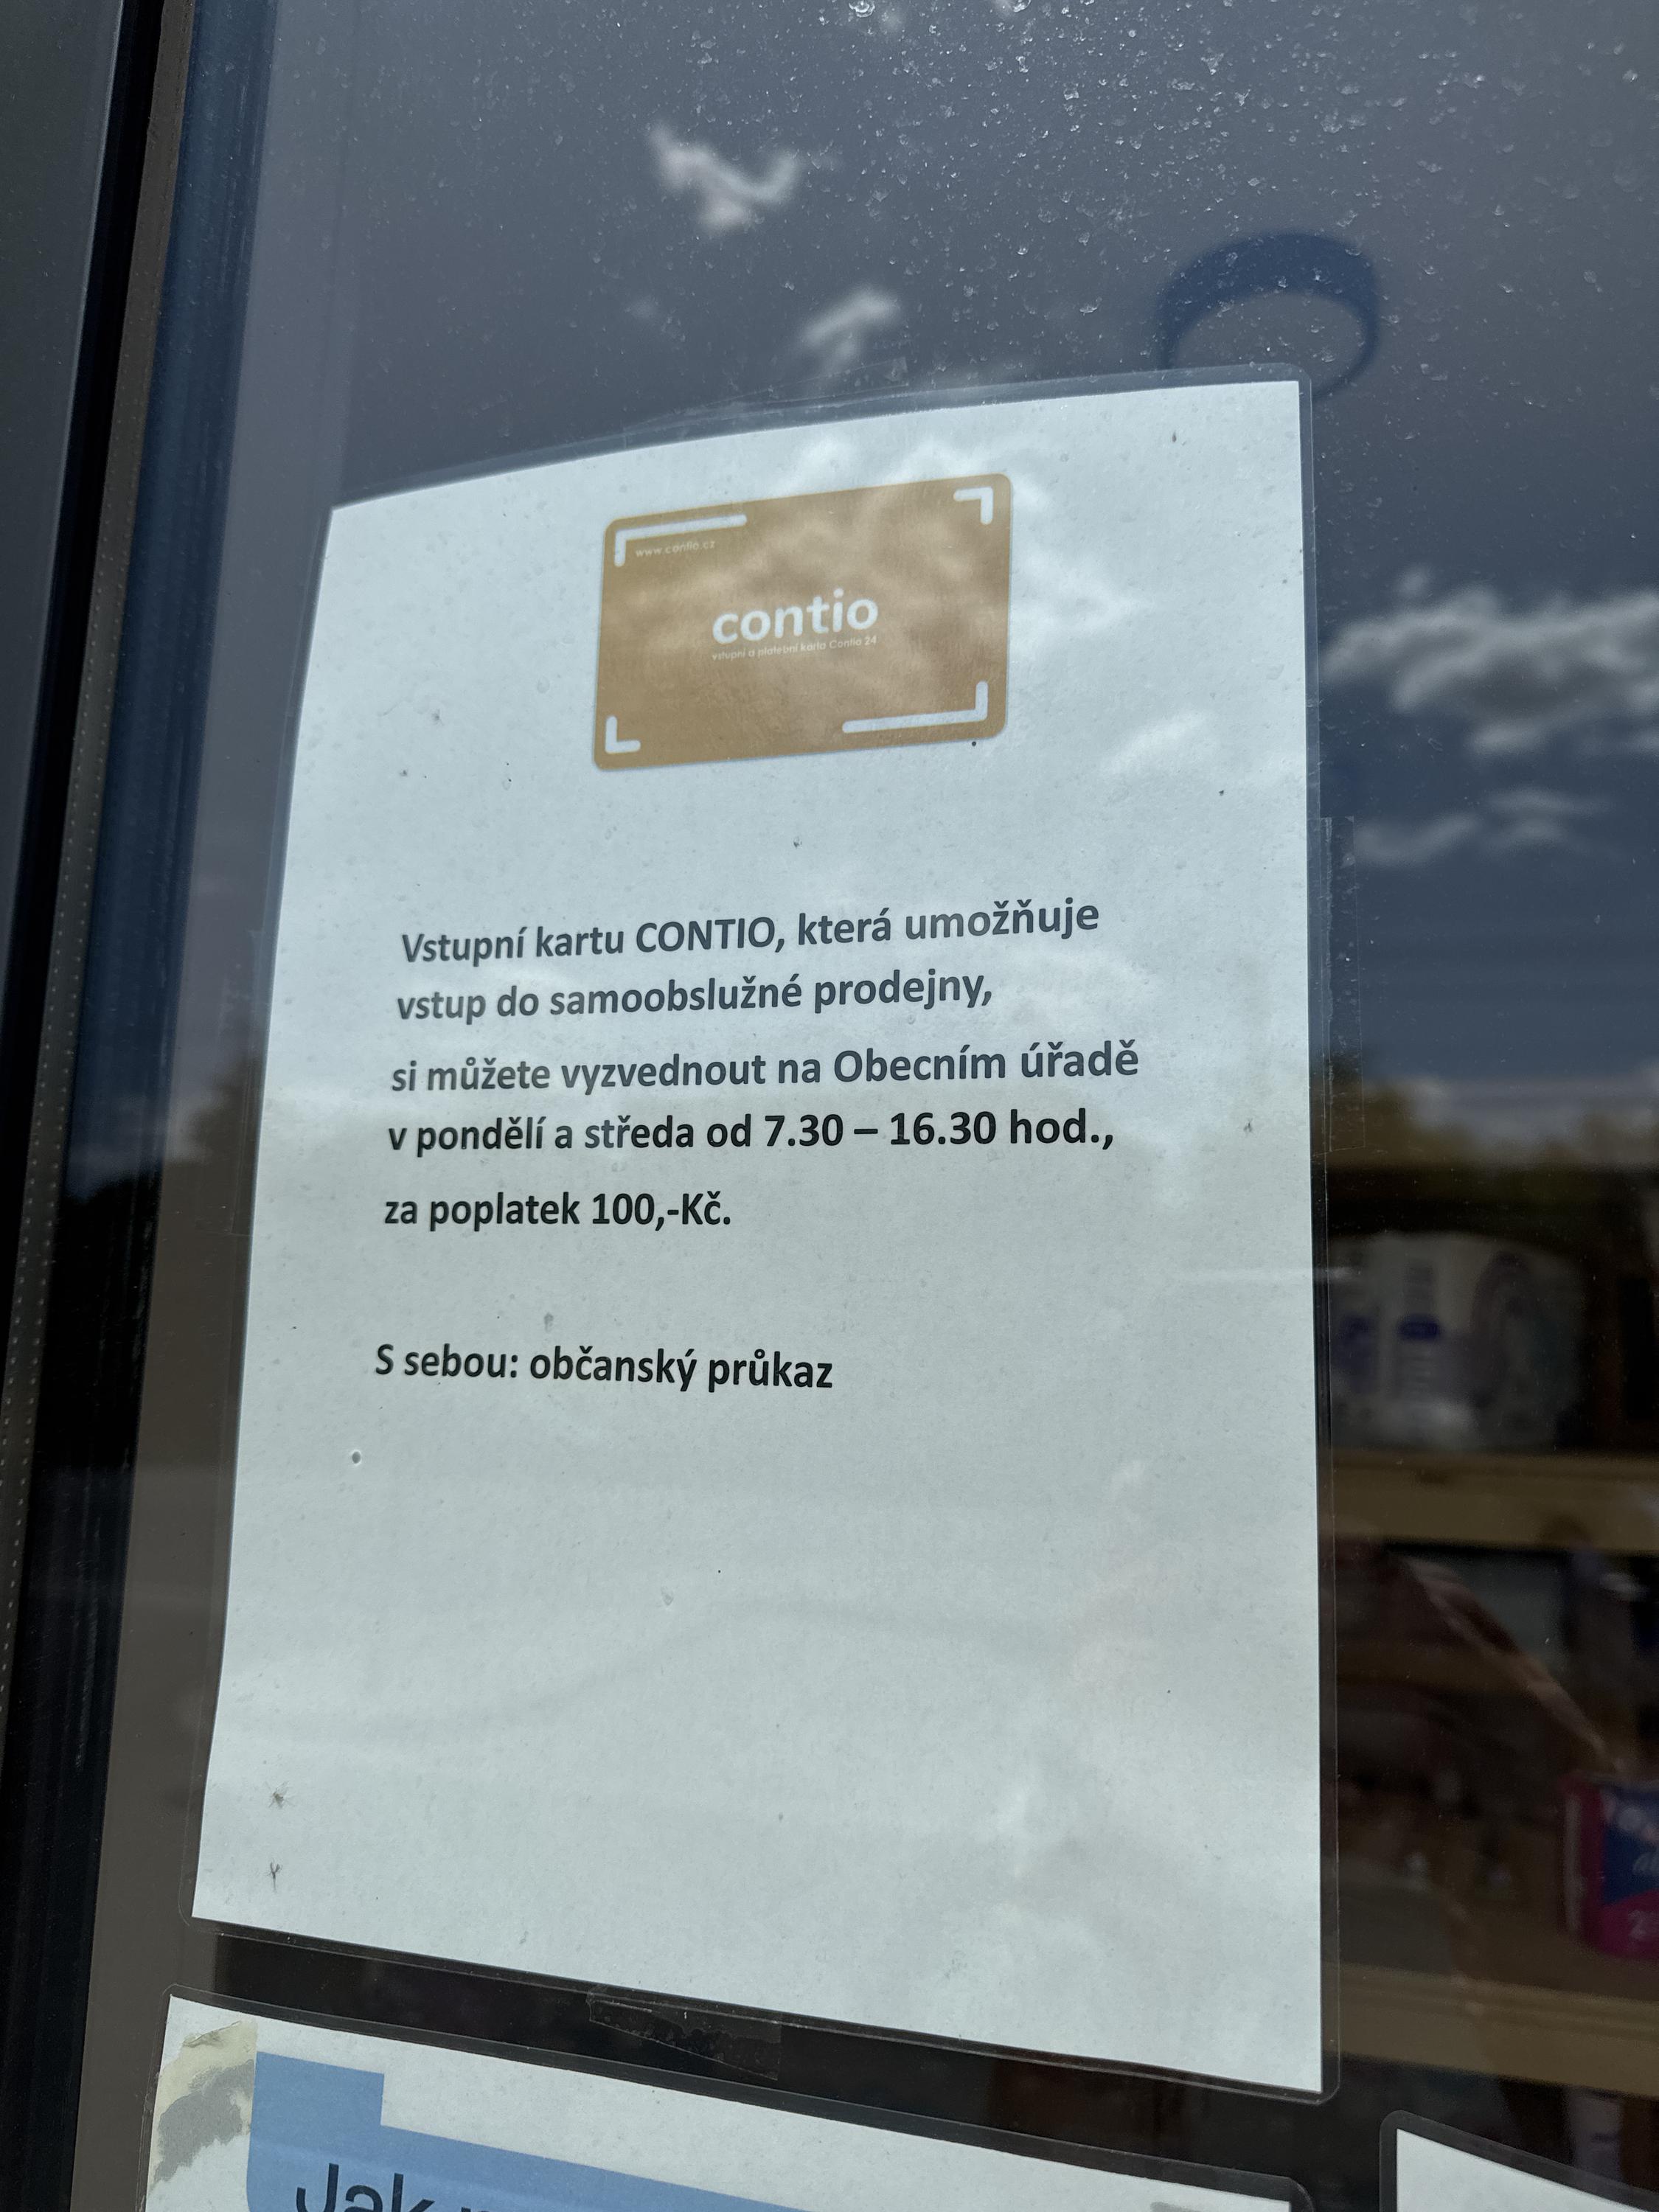 www.contio.cz
contio
vstupní a platební karta Contio 24
Vstupní kartu CONTIO, která umožňuje
vstup do samoobslužné prodejny,
si můžete vyzvednout na Obecním úřadě
v pondělí a středa od 7.30 – 16.30 hod.,
za poplatek 100,-Kč.
S sebou: občanský průkaz
Jak